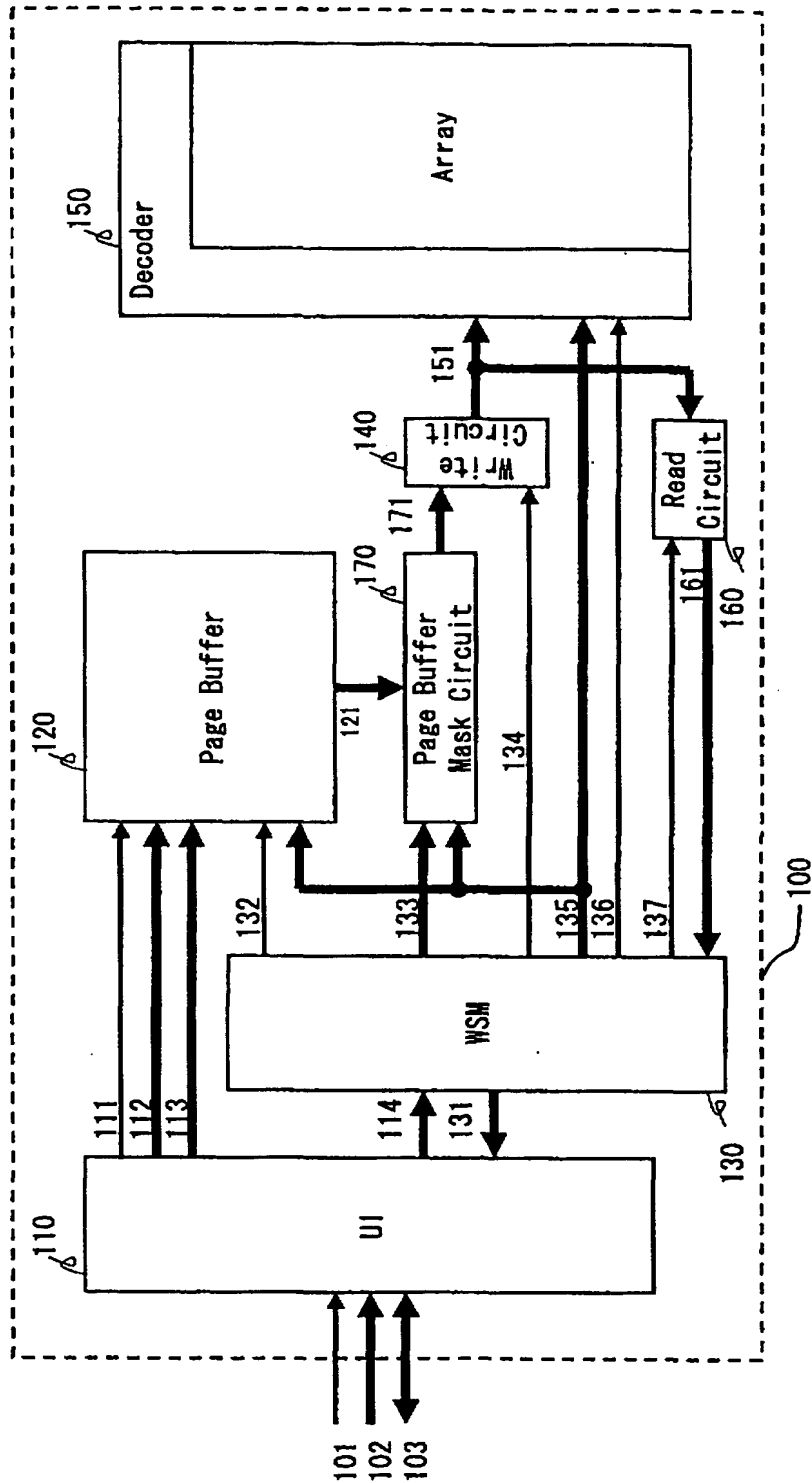 100
101
102
103
110
UI
111
112
113
114
131
130
WSM
132
133
134
135
136
137
120
Page Buffer
121
170
Page Buffer
Mask Circuit
171
140
Write
Circuit
151
150
Decoder
Array
Read
Circuit
161
160